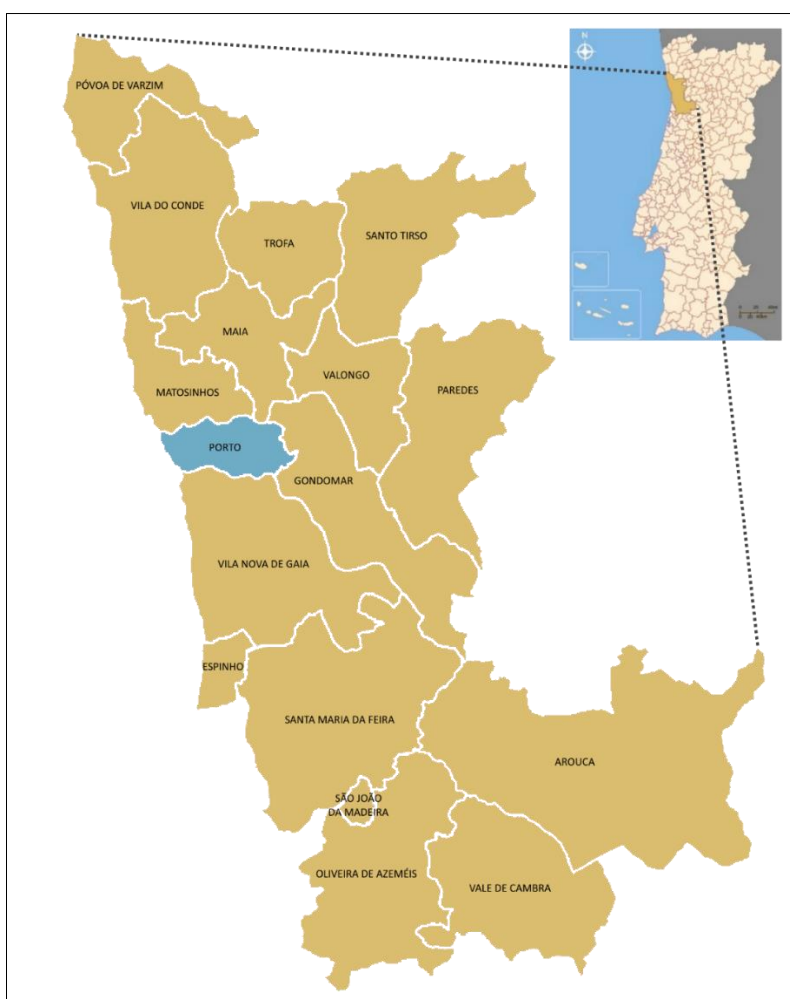 N
PÓVOA DE VARZIM
VILA DO CONDE
TROFA
SANTO TIRSO
MAIA
VALONGO
MATOSINHOS
PAREDES
PORTO
GONDOMAR
VILA NOVA DE GAIA
ESPINHO
SANTA MARIA DA FEIRA
AROUCA
SÃO JOÃO
DA MADEIRA
OLIVEIRA DE AZEMÉIS
VALE DE CAMBRA